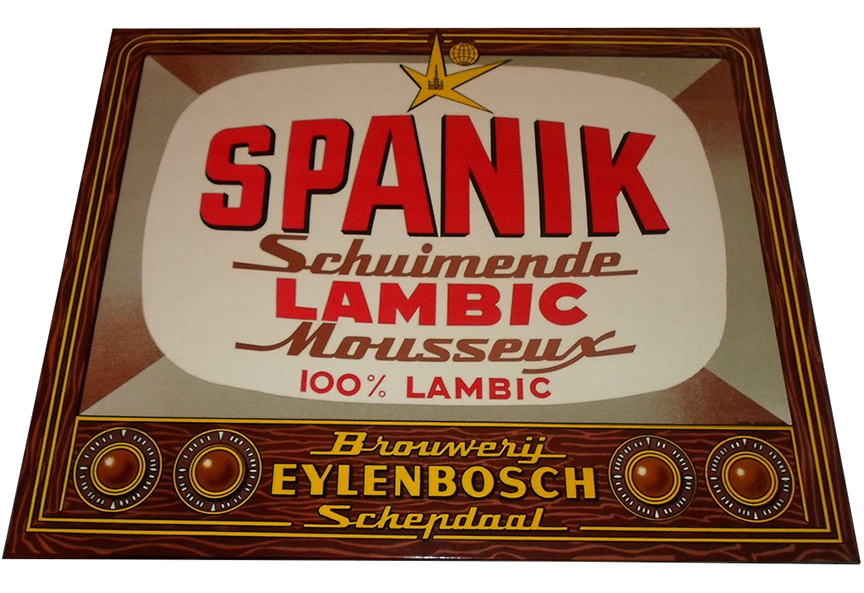 SPANIK
Schuimende
LAMBIC
Mousseux
100% LAMBIC
Brouwerij
EYLENBOSCH
Schepdaal